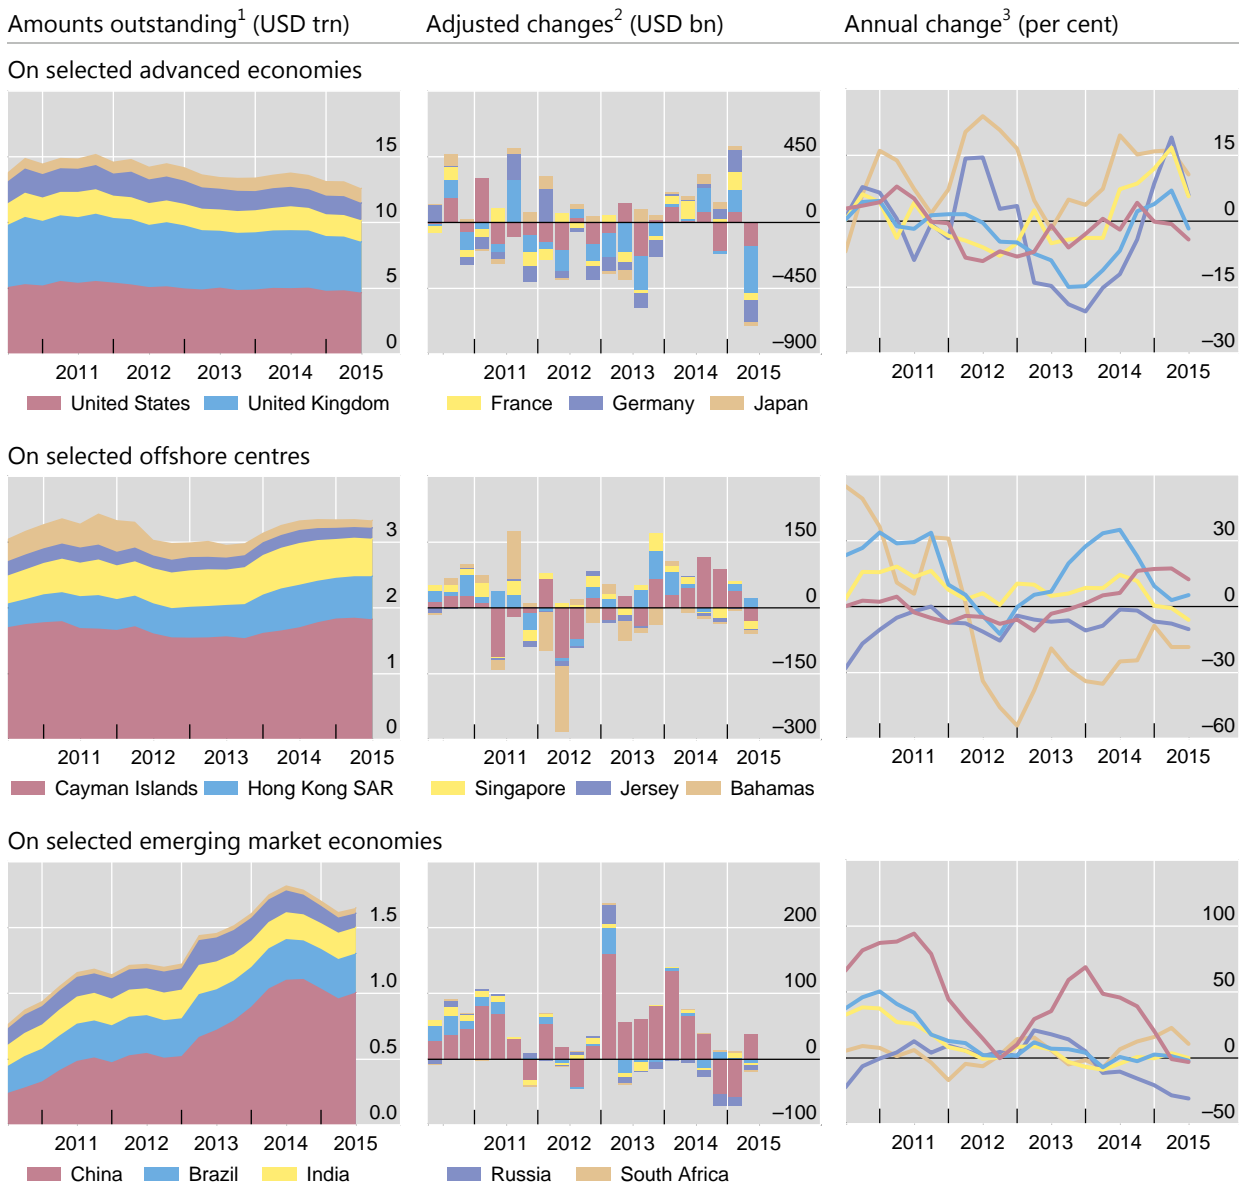 Amounts outstanding1 (USD trn) Adjusted changes2 (USD bn) Annual change3 (per cent)
On selected advanced economies
15 10 5 0
2011 2012 2013 2014 2015
450 0 –450 –900
2011 2012 2013 2014 2015
15 0 –15 –30
2011 2012 2013 2014 2015
United States United Kingdom France Germany Japan
On selected offshore centres
3 2 1 0
2011 2012 2013 2014 2015
150 0 –150 –300
2011 2012 2013 2014 2015
30 0 –30 –60
2011 2012 2013 2014 2015
Cayman Islands Hong Kong SAR Singapore Jersey Bahamas
On selected emerging market economies
1.5 1.0 0.5 0.0
2011 2012 2013 2014 2015
200 100 0 –100
2011 2012 2013 2014 2015
100 50 0 –50
2011 2012 2013 2014 2015
China Brazil India Russia South Africa